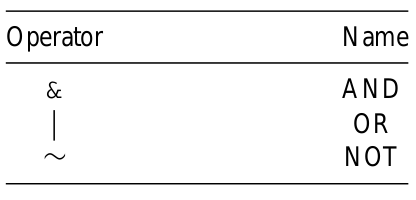 Operator Name
& AND
| OR
∼ NOT